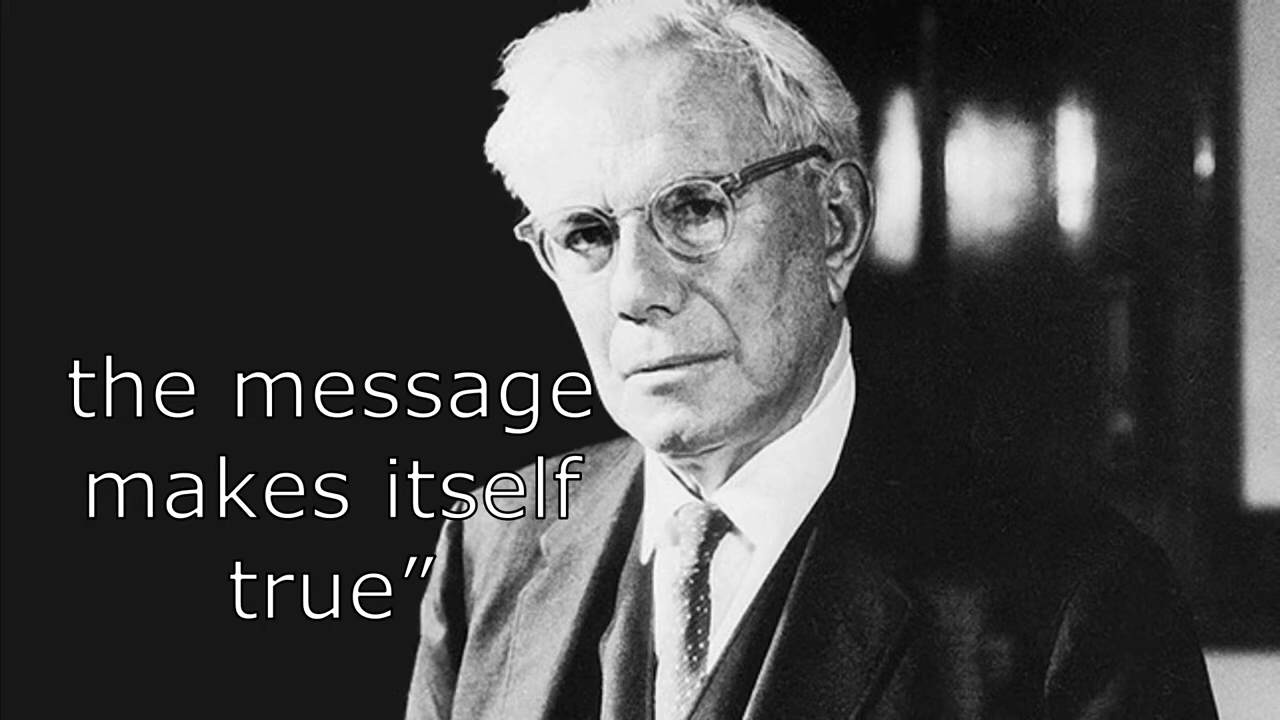 the message
makes itself
true”